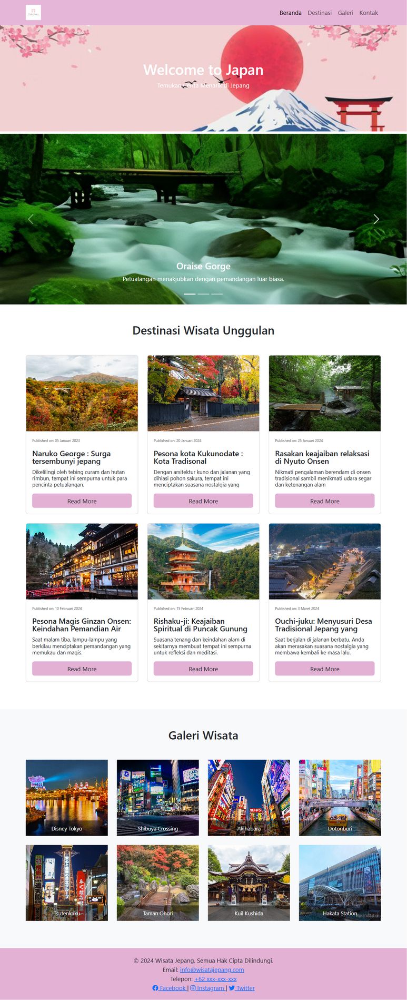 Beranda Destinasi Galeri Kontak
Welcome to Japan
Temukan Cerita Menarik di Jepang
Oraise Gorge
Petualangan menakjubkan dengan pemandangan luar biasa.
Destinasi Wisata Unggulan
Published on: 05 Januari 2023
Naruko George : Surga
tersembunyi jepang
Dikelilingi oleh tebing curam dan hutan
rimbun, tempat ini sempurna untuk para
pencinta petualangan.
Read More
Published on: 20 Januari 2024
Pesona kota Kukunodate :
Kota Tradisonal
Dengan arsitektur kuno dan jalanan yang
dihiasi pohon sakura, tempat ini
menciptakan suasana nostalgia yang
Read More
Published on: 25 Januari 2024
Rasakan keajaiban relaksasi
di Nyuto Onsen
Nikmati pengalaman berendam di onsen
tradisional sambil menikmati udara segar
dan ketenangan alam
Read More
Published on: 10 Februari 2024
Pesona Magis Ginzan Onsen:
Keindahan Pemandian Air
Saat malam tiba, lampu-lampu yang
berkilau menciptakan pemandangan yang
memukau dan magis.
Read More
Published on: 15 Februari 2024
Rishaku-ji: Keajaiban
Spiritual di Puncak Gunung
Suasana tenang dan keindahan alam di
sekitarnya membuat tempat ini sempurna
untuk refleksi dan meditasi.
Read More
Published on: 3 Maret 2024
Ouchi-juku: Menyusuri Desa
Tradisional Jepang yang
Saat berjalan di jalanan berbatu, Anda
akan merasakan suasana nostalgia yang
membawa kembali ke masa lalu.
Read More
Galeri Wisata
Disney Tokyo
Shibuya Crossing
Akihabara
Dotonburi
Tsutenkaku
Taman Ohori
Kuil Kushida
Hakata Station
© 2024 Wisata Jepang. Semua Hak Cipta Dilindungi.
Email: info@wisatajepang.com
Telepon: +62 xxx-xxx-xxx
Facebook | Instagram | Twitter